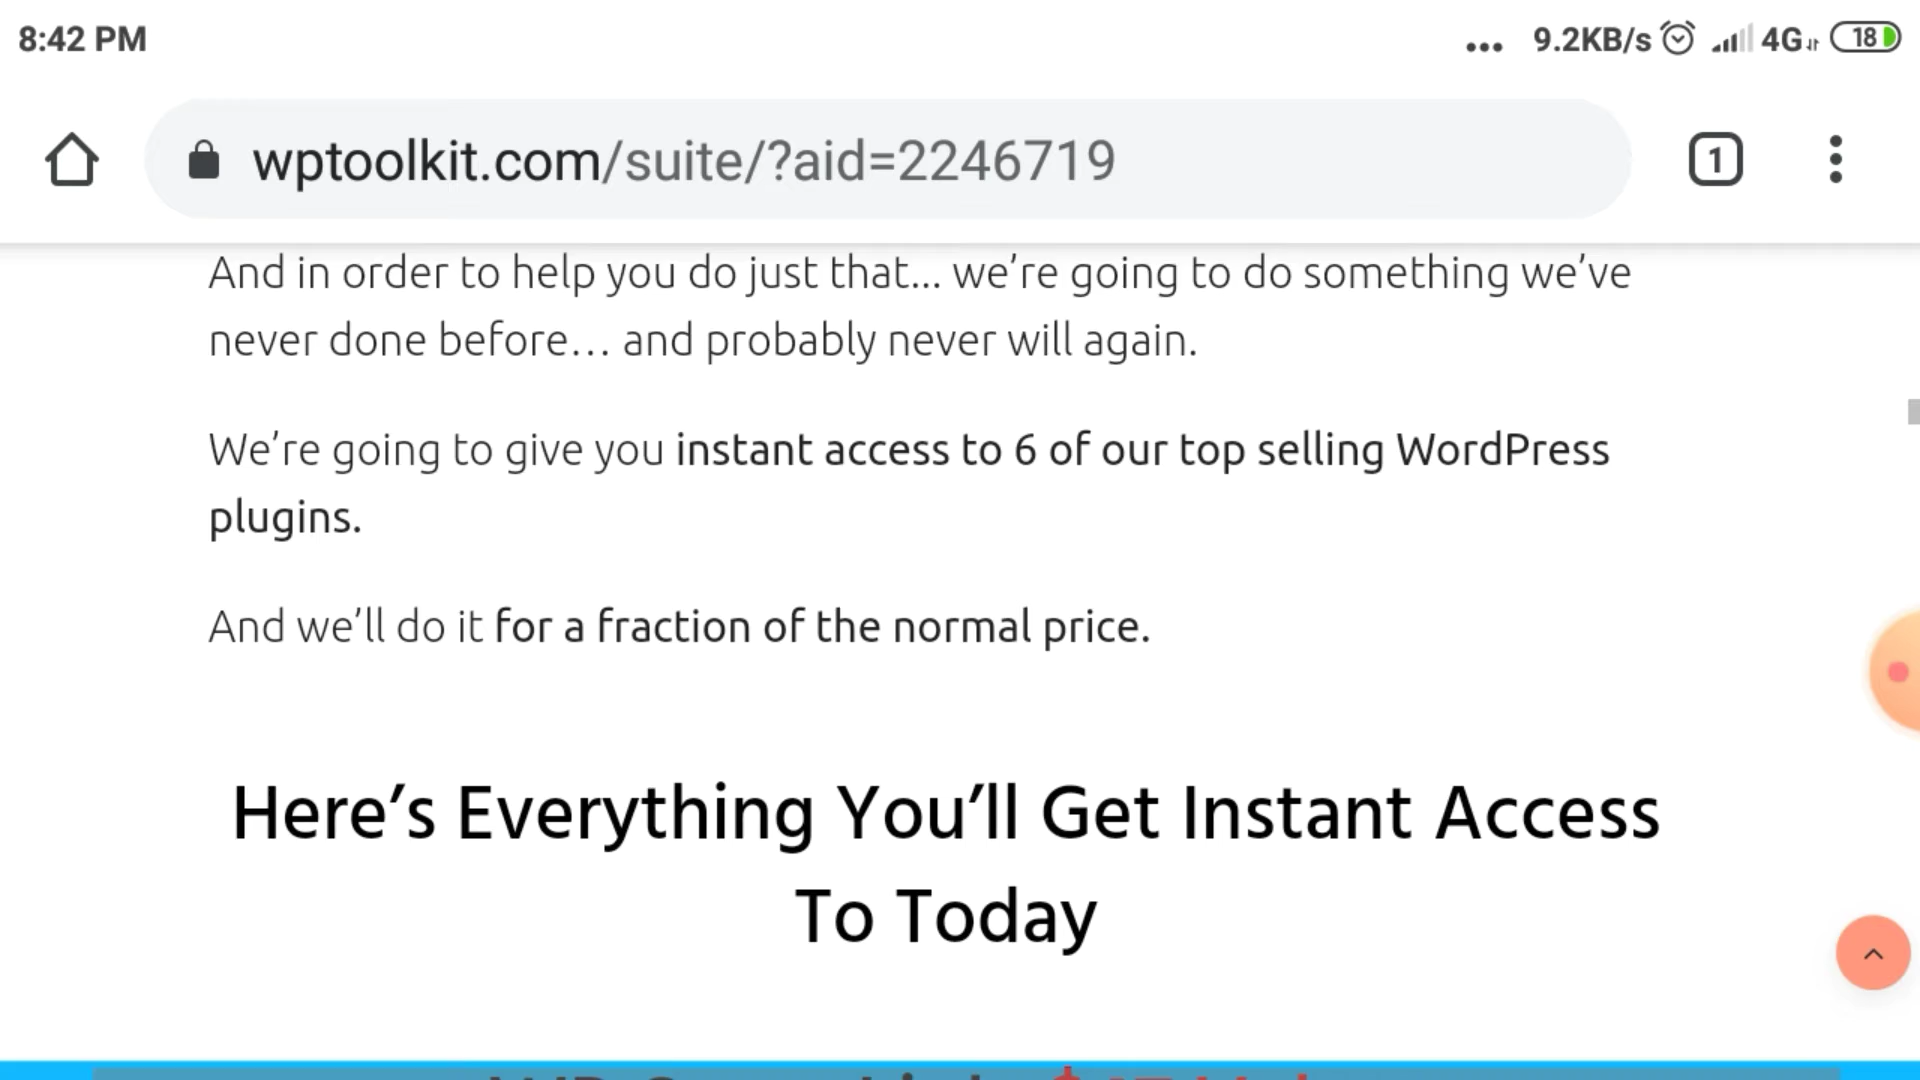 8:42 PM
... 9.2KB/s 4G 18
wptoolkit.com/suite/?aid=2246719
1
And in order to help you do just that... we’re going to do something we’ve
never done before… and probably never will again.
We’re going to give you instant access to 6 of our top selling WordPress
plugins.
And we’ll do it for a fraction of the normal price.
Here’s Everything You’ll Get Instant Access
To Today